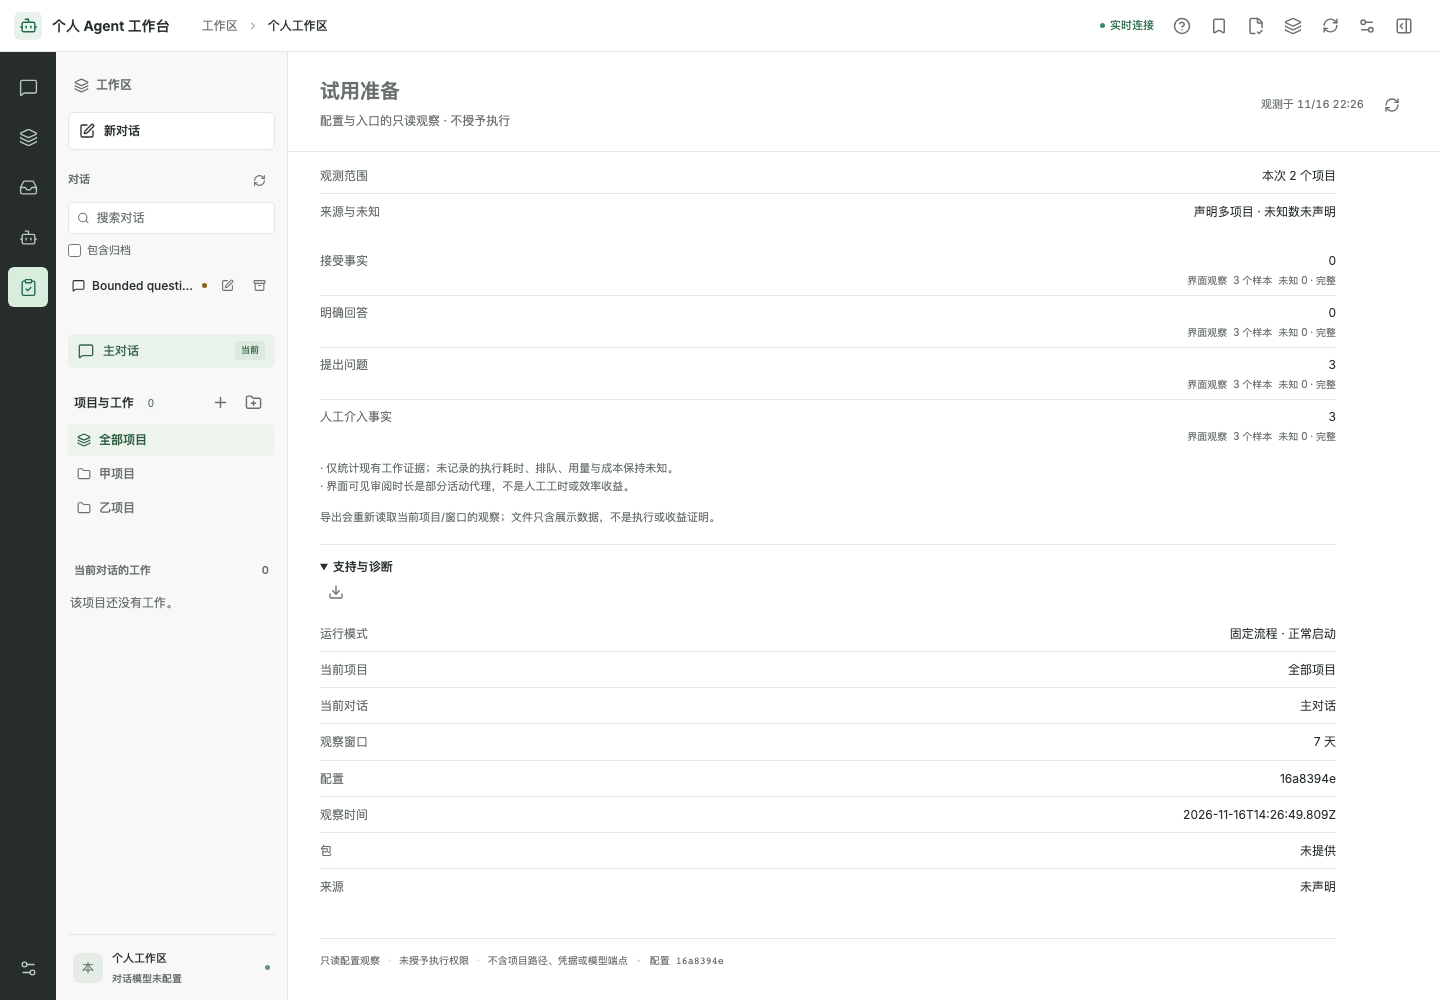 个人 Agent 工作台
工作区 > 个人工作区
实时连接
工作区
新对话
对话
搜索对话
包含归档
Bounded questi...
主对话 当前
项目与工作 0
全部项目
甲项目
乙项目
当前对话的工作 0
该项目还没有工作。
本 个人工作区
对话模型未配置
试用准备
配置与入口的只读观察 · 不授予执行
观测于 11/16 22:26
观测范围 本次 2 个项目
来源与未知 声明多项目 · 未知数未声明
接受事实 0
界面观察 3 个样本 未知 0 · 完整
明确回答 0
界面观察 3 个样本 未知 0 · 完整
提出问题 3
界面观察 3 个样本 未知 0 · 完整
人工介入事实 3
界面观察 3 个样本 未知 0 · 完整
· 仅统计现有工作证据；未记录的执行耗时、排队、用量与成本保持未知。
· 界面可见审阅时长是部分活动代理，不是人工工时或效率收益。
导出会重新读取当前项目/窗口的观察；文件只含展示数据，不是执行或收益证明。
▼ 支持与诊断
运行模式 固定流程 · 正常启动
当前项目 全部项目
当前对话 主对话
观察窗口 7 天
配置 16a8394e
观察时间 2026-11-16T14:26:49.809Z
包 未提供
来源 未声明
只读配置观察 · 未授予执行权限 · 不含项目路径、凭据或模型端点 · 配置 16a8394e